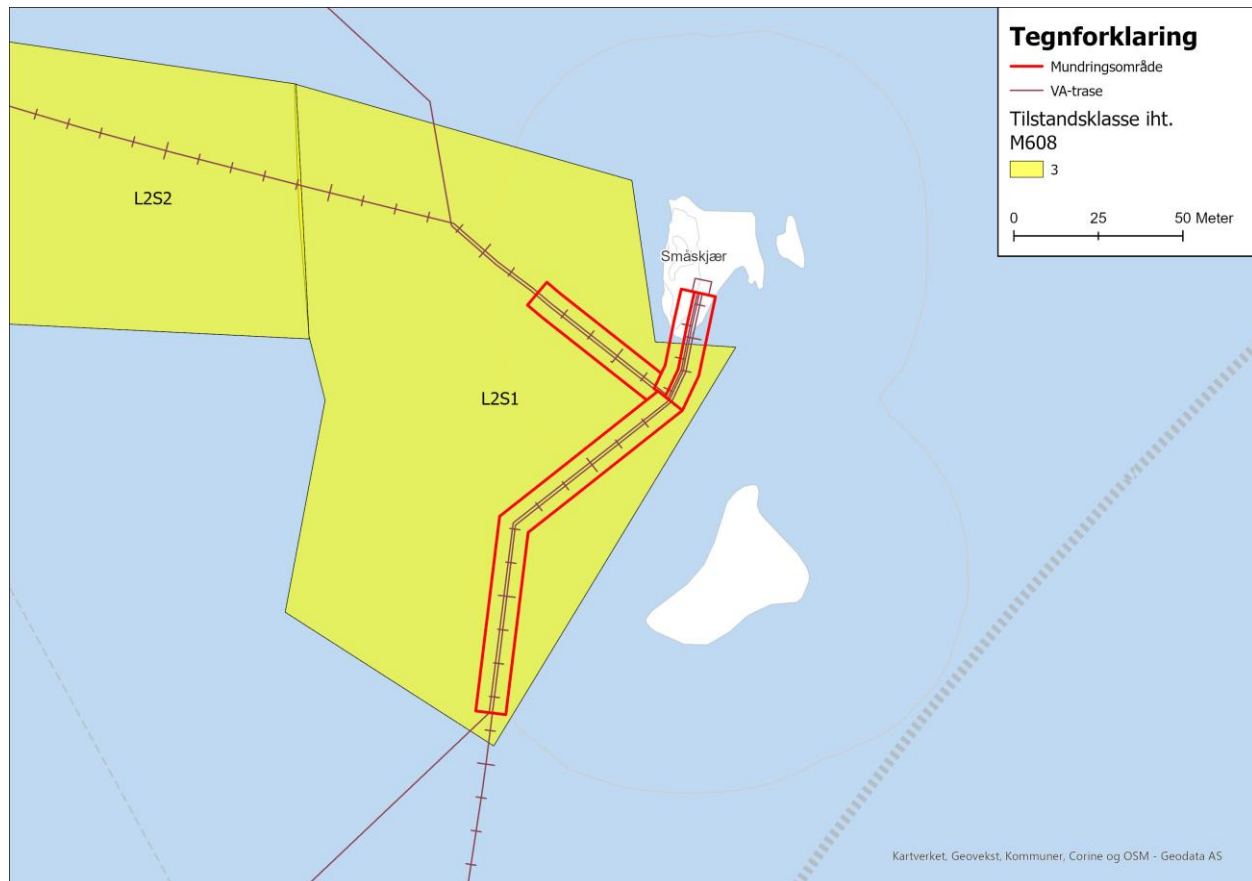 Tegnforklaring
Mundringsområde
VA-trase
Tilstandsklasse iht.
M608
3
0 25 50 Meter
L2S2
Småskjær
L2S1
Kartverket, Geovekst, Kommuner, Corine og OSM - Geodata AS